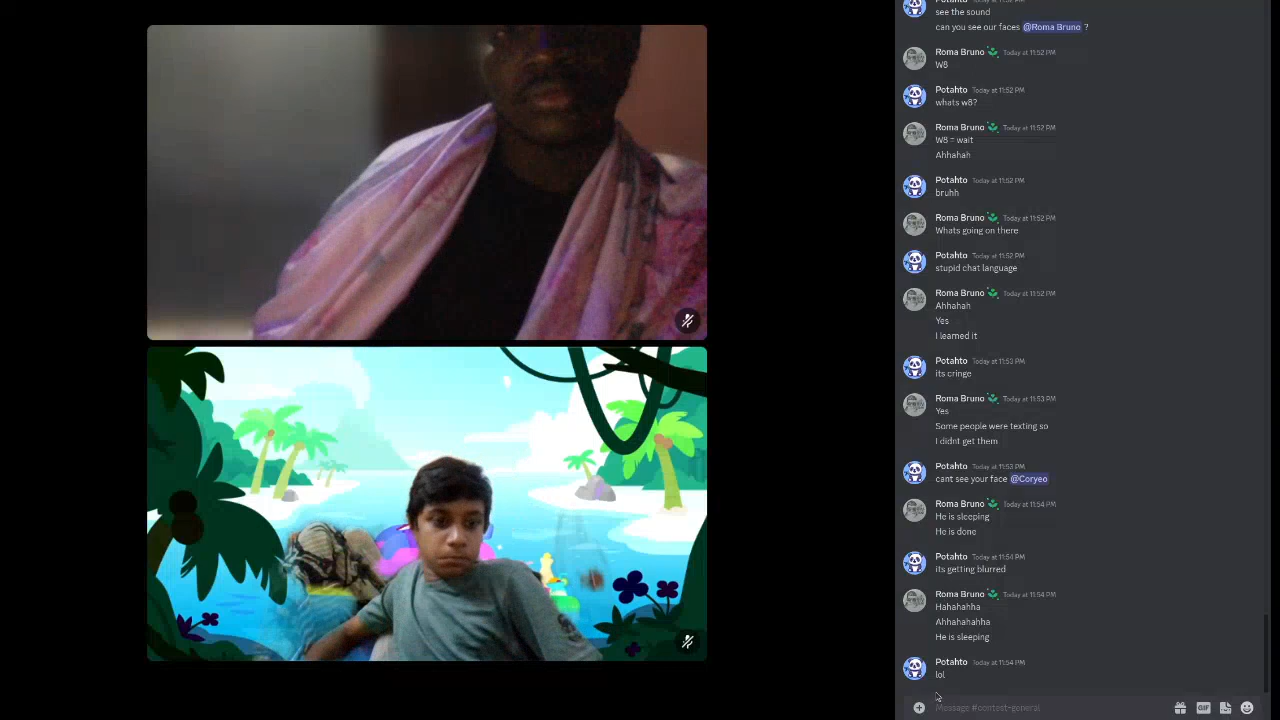 Potahto
see the sound
can you see our faces @Roma Bruno ?
Roma Bruno Today at 11:52 PM
W8
Potahto Today at 11:52 PM
whats w8?
Roma Bruno Today at 11:52 PM
W8 = wait
Ahhahah
Potahto Today at 11:52 PM
bruhh
Roma Bruno Today at 11:52 PM
Whats going on there
Potahto Today at 11:52 PM
stupid chat language
Roma Bruno Today at 11:52 PM
Ahhahah
Yes
I learned it
Potahto Today at 11:53 PM
its cringe
Roma Bruno Today at 11:53 PM
Yes
Some people were texting so
I didnt get them
Potahto Today at 11:53 PM
cant see your face @Coryeo
Roma Bruno Today at 11:54 PM
He is sleeping
He is done
Potahto Today at 11:54 PM
its getting blurred
Roma Bruno Today at 11:54 PM
Hahahahha
Ahhahahahha
He is sleeping
Potahto Today at 11:54 PM
lol
Message #contest-general
GIF